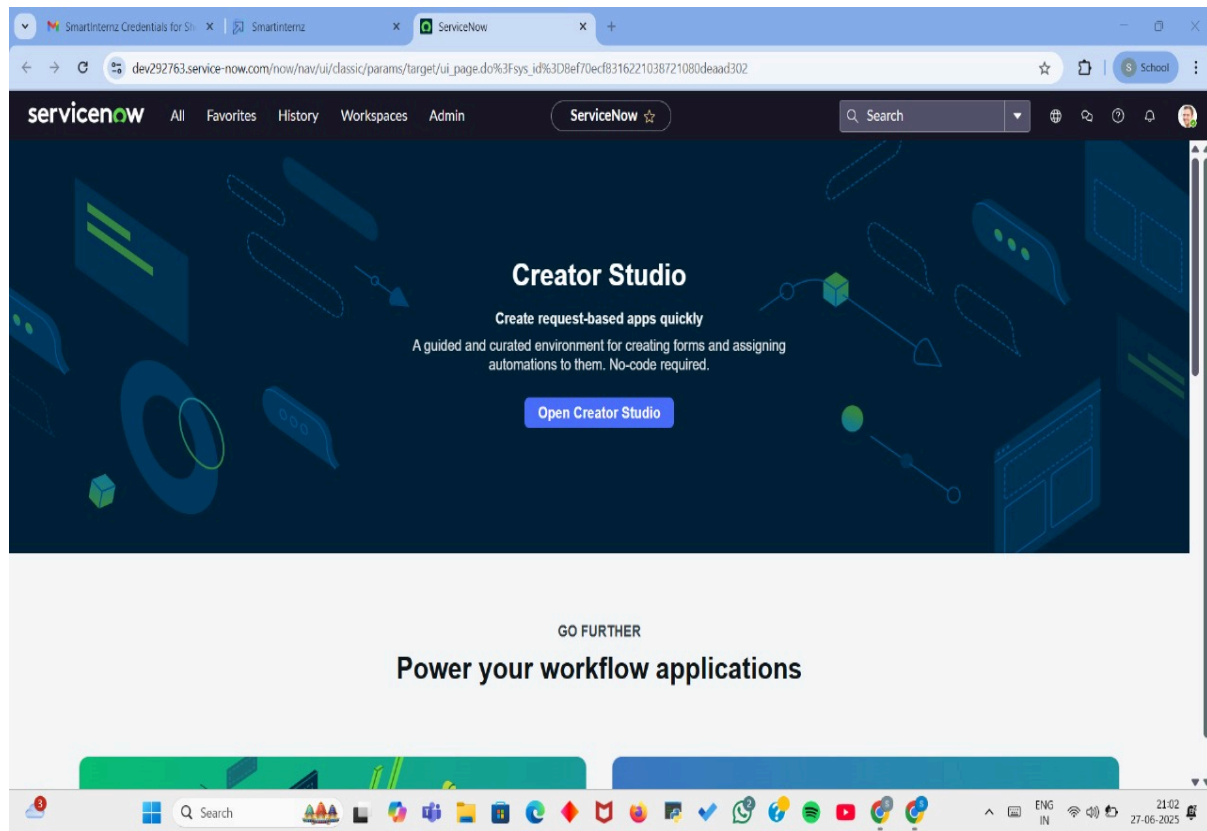 SmartInternz Credentials for Sh
Smartinternz
ServiceNow
dev292763.service-now.com/now/nav/ui/classic/params/target/ui_page.do%3Fsys_id%3D8ef70ecf8316221038721080deaad302
S School
servicenow All Favorites History Workspaces Admin ServiceNow Search
Creator Studio
Create request-based apps quickly
A guided and curated environment for creating forms and assigning
automations to them. No-code required.
Open Creator Studio
GO FURTHER
Power your workflow applications
3
Search
2
ENG
IN
21:02
27-06-2025